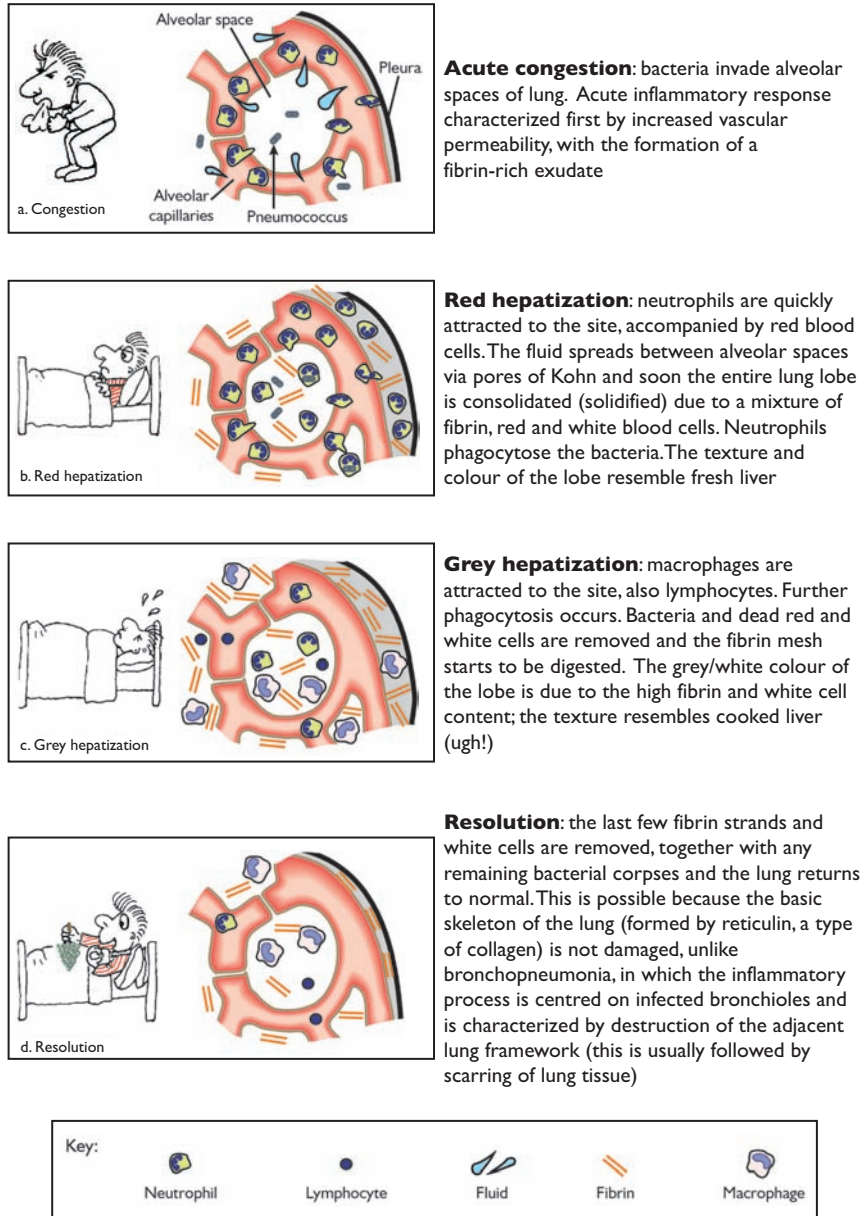 Alveolar space
Pleura
Alveolar
capillaries
Pneumococcus
a. Congestion
Acute congestion: bacteria invade alveolar
spaces of lung. Acute inflammatory response
characterized first by increased vascular
permeability, with the formation of a
fibrin-rich exudate
b. Red hepatization
Red hepatization: neutrophils are quickly
attracted to the site, accompanied by red blood
cells. The fluid spreads between alveolar spaces
via pores of Kohn and soon the entire lung lobe
is consolidated (solidified) due to a mixture of
fibrin, red and white blood cells. Neutrophils
phagocytose the bacteria. The texture and
colour of the lobe resemble fresh liver
c. Grey hepatization
Grey hepatization: macrophages are
attracted to the site, also lymphocytes. Further
phagocytosis occurs. Bacteria and dead red and
white cells are removed and the fibrin mesh
starts to be digested. The grey/white colour of
the lobe is due to the high fibrin and white cell
content; the texture resembles cooked liver
(ugh!)
d. Resolution
Resolution: the last few fibrin strands and
white cells are removed, together with any
remaining bacterial corpses and the lung returns
to normal. This is possible because the basic
skeleton of the lung (formed by reticulin, a type
of collagen) is not damaged, unlike
bronchopneumonia, in which the inflammatory
process is centred on infected bronchioles and
is characterized by destruction of the adjacent
lung framework (this is usually followed by
scarring of lung tissue)
Key:
Neutrophil Lymphocyte Fluid Fibrin Macrophage